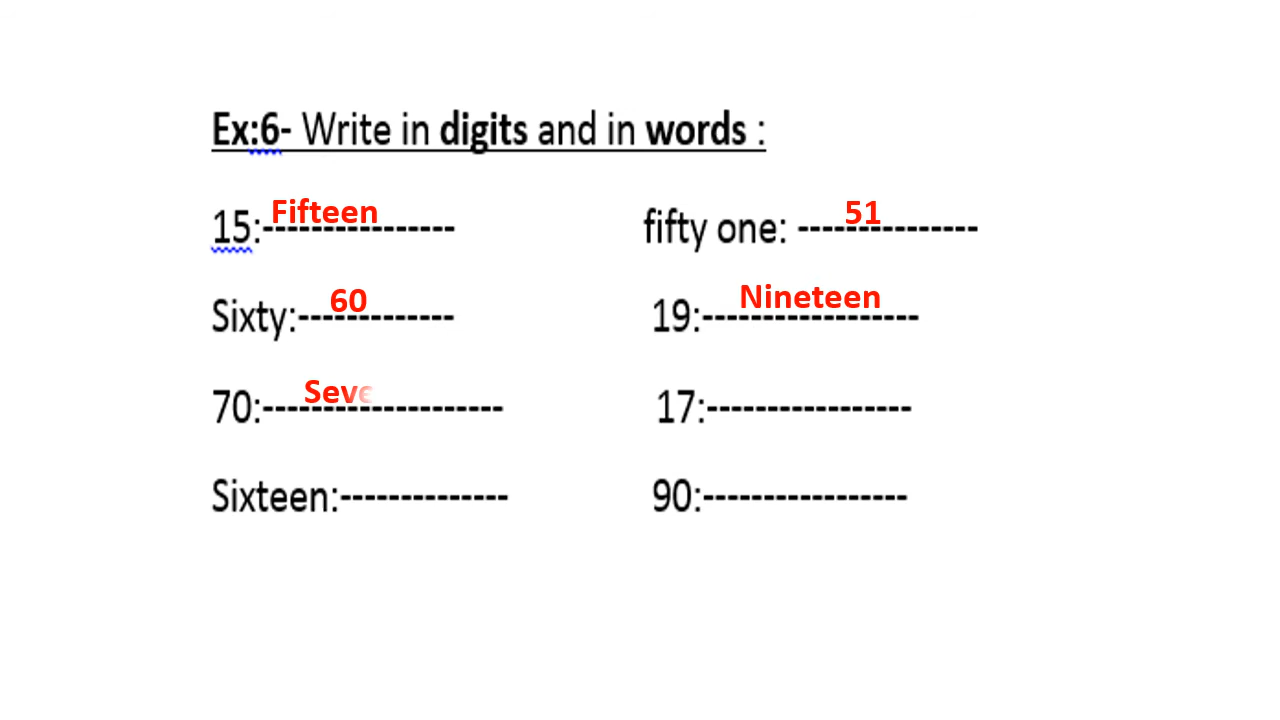 Ex:6- Write in digits and in words :
15:---------------- Fifteen fifty one: --------------- 51
Sixty:------------- 60 19:------------------ Nineteen
70:-------------------- Seve 17:-----------------
Sixteen:-------------- 90:-----------------